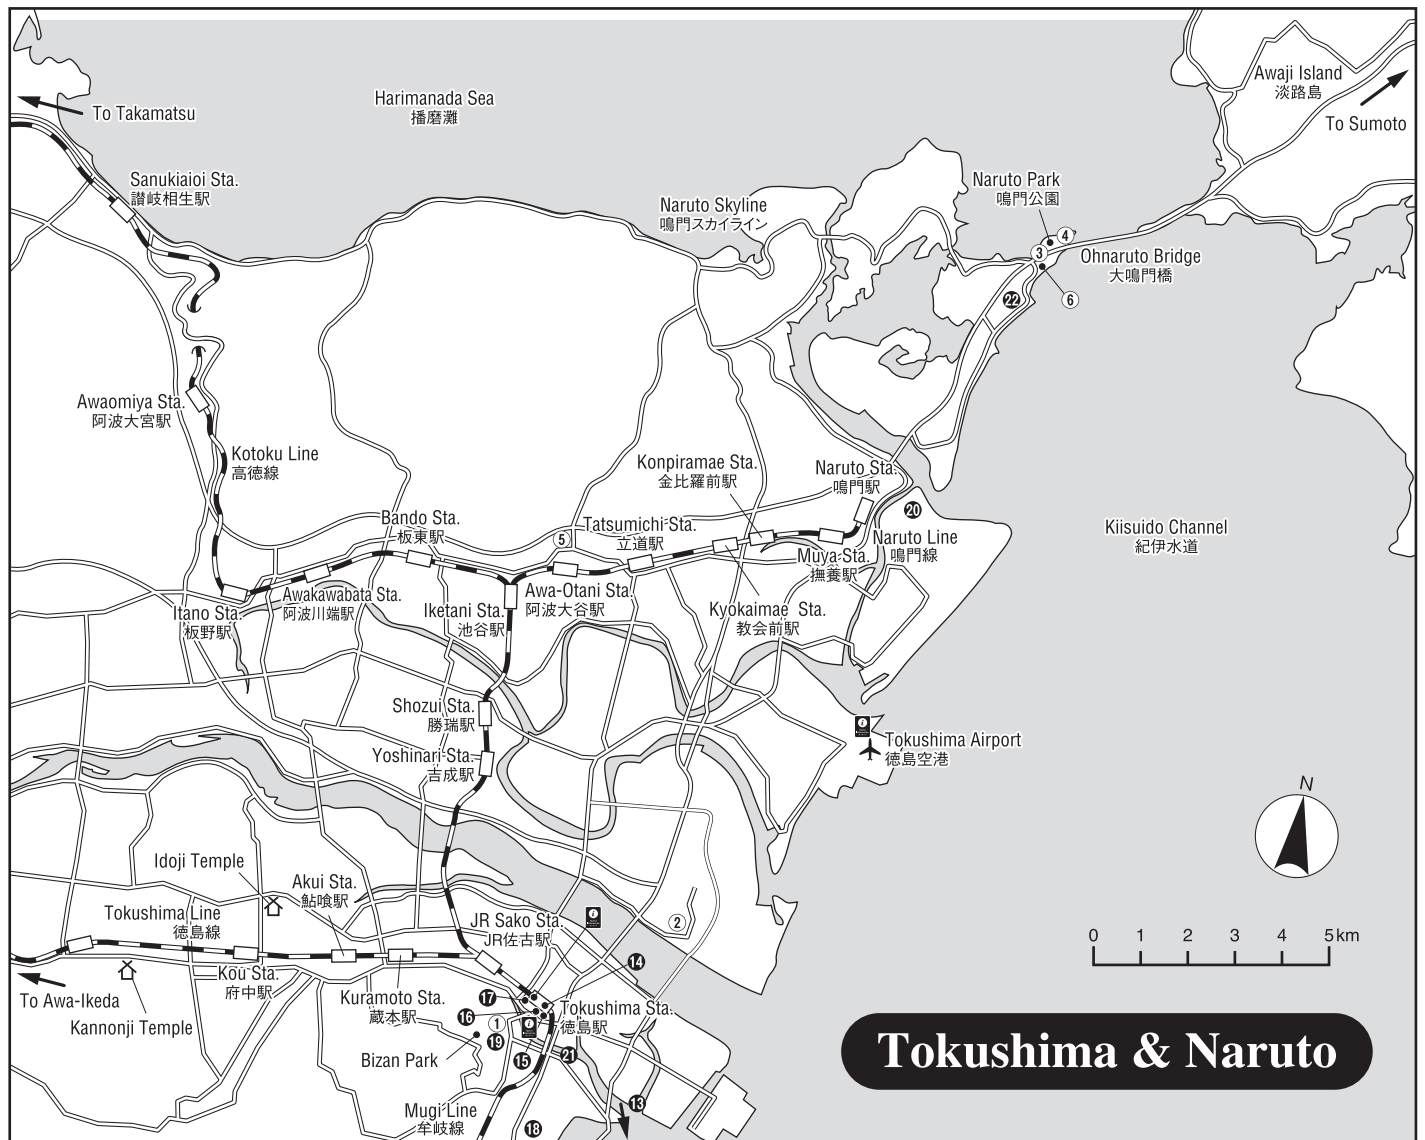 Awaji Island
淡路島
Harimanada Sea
播磨灘
To Takamatsu
To Sumoto
Sanukiaioi Sta.
讃岐相生駅
Naruto Park
鳴門公園
Naruto Skyline
鳴門スカイライン
4
3
Ohnaruto Bridge
大鳴門橋
22
6
Awaomiya Sta.
阿波大宮駅
Kotoku Line
高徳線
Konpiramae Sta.
金比羅前駅
Naruto Sta.
鳴門駅
20
Bando Sta.
板東駅
5
Tatsumichi Sta.
立道駅
Kiisuido Channel
紀伊水道
Naruto Line
鳴門線
Muya Sta.
撫養駅
Itano Sta.
板野駅
Awakawabata Sta.
阿波川端駅
Iketani Sta.
池谷駅
Awa-Otani Sta.
阿波大谷駅
Kyokaimae Sta.
教会前駅
Shozui Sta.
勝瑞駅
Yoshinari Sta.
吉成駅
Tokushima Airport
徳島空港
N
Idoji Temple
Akui Sta.
鮎喰駅
Tokushima Line
徳島線
JR Sako Sta.
JR佐古駅
2
0 1 2 3 4 5km
14
To Awa-Ikeda
Kou Sta.
府中駅
Kannonji Temple
Kuramoto Sta.
蔵本駅
17
16
1
19
15
21
Tokushima Sta.
徳島駅
Bizan Park
Tokushima & Naruto
Mugi Line
牟岐線
13
18